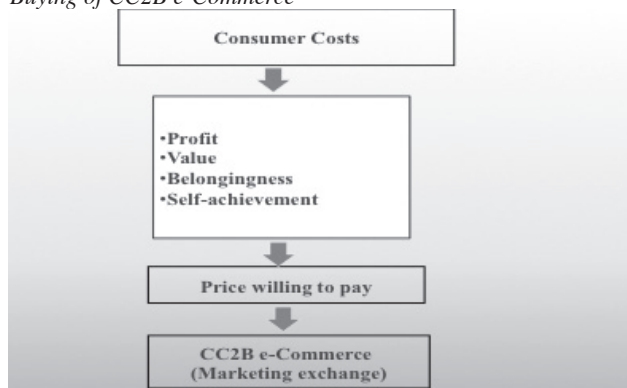 Buying of CC2B e-Commerce
Consumer Costs
•Profit
•Value
•Belongingness
•Self-achievement
Price willing to pay
CC2B e-Commerce
(Marketing exchange)